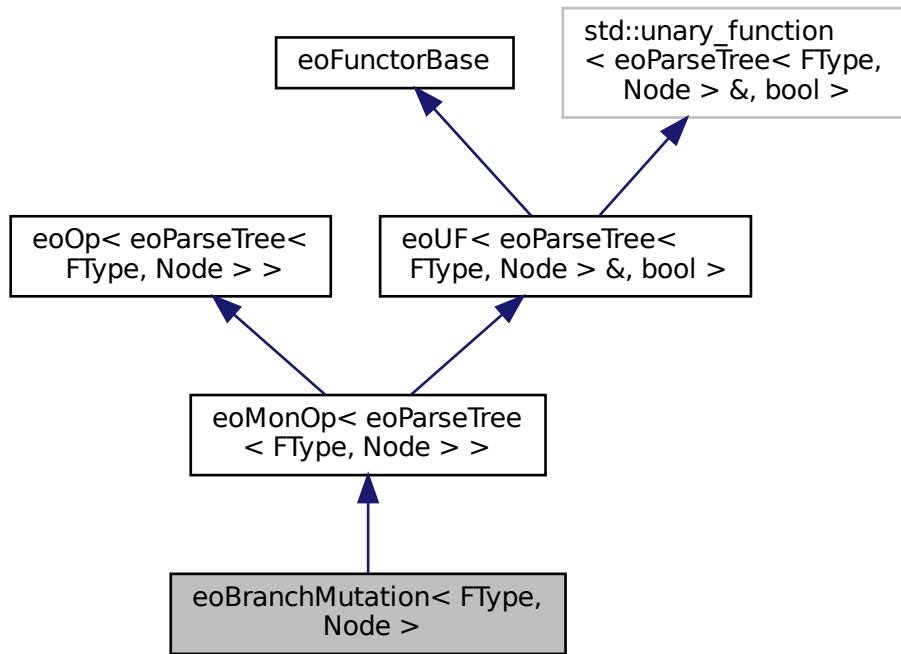 eoFunctorBase
std::unary_function
< eoParseTree< FType,
Node > &, bool >
eoOp< eoParseTree<
FType, Node > >
eoUF< eoParseTree<
FType, Node > &, bool >
eoMonOp< eoParseTree
< FType, Node > >
eoBranchMutation< FType,
Node >